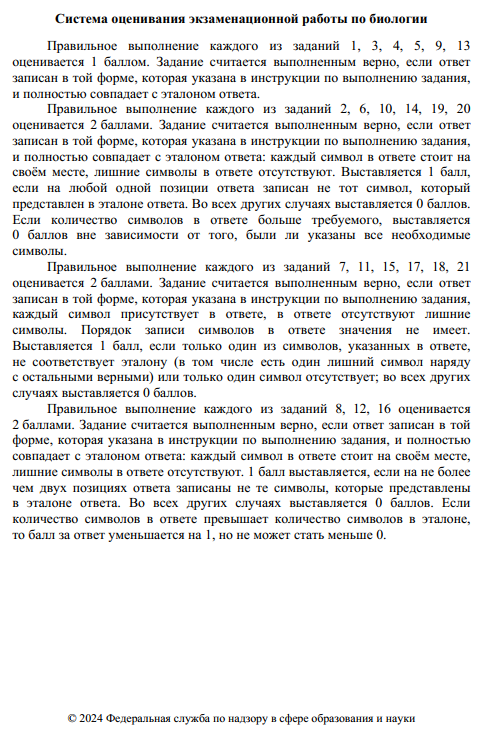 Система оценивания экзаменационной работы по биологии
Правильное выполнение каждого из заданий 1, 3, 4, 5, 9, 13
оценивается 1 баллом. Задание считается выполненным верно, если ответ
записан в той форме, которая указана в инструкции по выполнению задания,
и полностью совпадает с эталоном ответа.
Правильное выполнение каждого из заданий 2, 6, 10, 14, 19, 20
оценивается 2 баллами. Задание считается выполненным верно, если ответ
записан в той форме, которая указана в инструкции по выполнению задания,
и полностью совпадает с эталоном ответа: каждый символ в ответе стоит на
своём месте, лишние символы в ответе отсутствуют. Выставляется 1 балл,
если на любой одной позиции ответа записан не тот символ, который
представлен в эталоне ответа. Во всех других случаях выставляется 0 баллов.
Если количество символов в ответе больше требуемого, выставляется
0 баллов вне зависимости от того, были ли указаны все необходимые
символы.
Правильное выполнение каждого из заданий 7, 11, 15, 17, 18, 21
оценивается 2 баллами. Задание считается выполненным верно, если ответ
записан в той форме, которая указана в инструкции по выполнению задания,
каждый символ присутствует в ответе, в ответе отсутствуют лишние
символы. Порядок записи символов в ответе значения не имеет.
Выставляется 1 балл, если только один из символов, указанных в ответе,
не соответствует эталону (в том числе есть один лишний символ наряду
с остальными верными) или только один символ отсутствует; во всех других
случаях выставляется 0 баллов.
Правильное выполнение каждого из заданий 8, 12, 16 оценивается
2 баллами. Задание считается выполненным верно, если ответ записан в той
форме, которая указана в инструкции по выполнению задания, и полностью
совпадает с эталоном ответа: каждый символ в ответе стоит на своём месте,
лишние символы в ответе отсутствуют. 1 балл выставляется, если на не более
чем двух позициях ответа записаны не те символы, которые представлены
в эталоне ответа. Во всех других случаях выставляется 0 баллов. Если
количество символов в ответе превышает количество символов в эталоне,
то балл за ответ уменьшается на 1, но не может стать меньше 0.
© 2024 Федеральная служба по надзору в сфере образования и науки